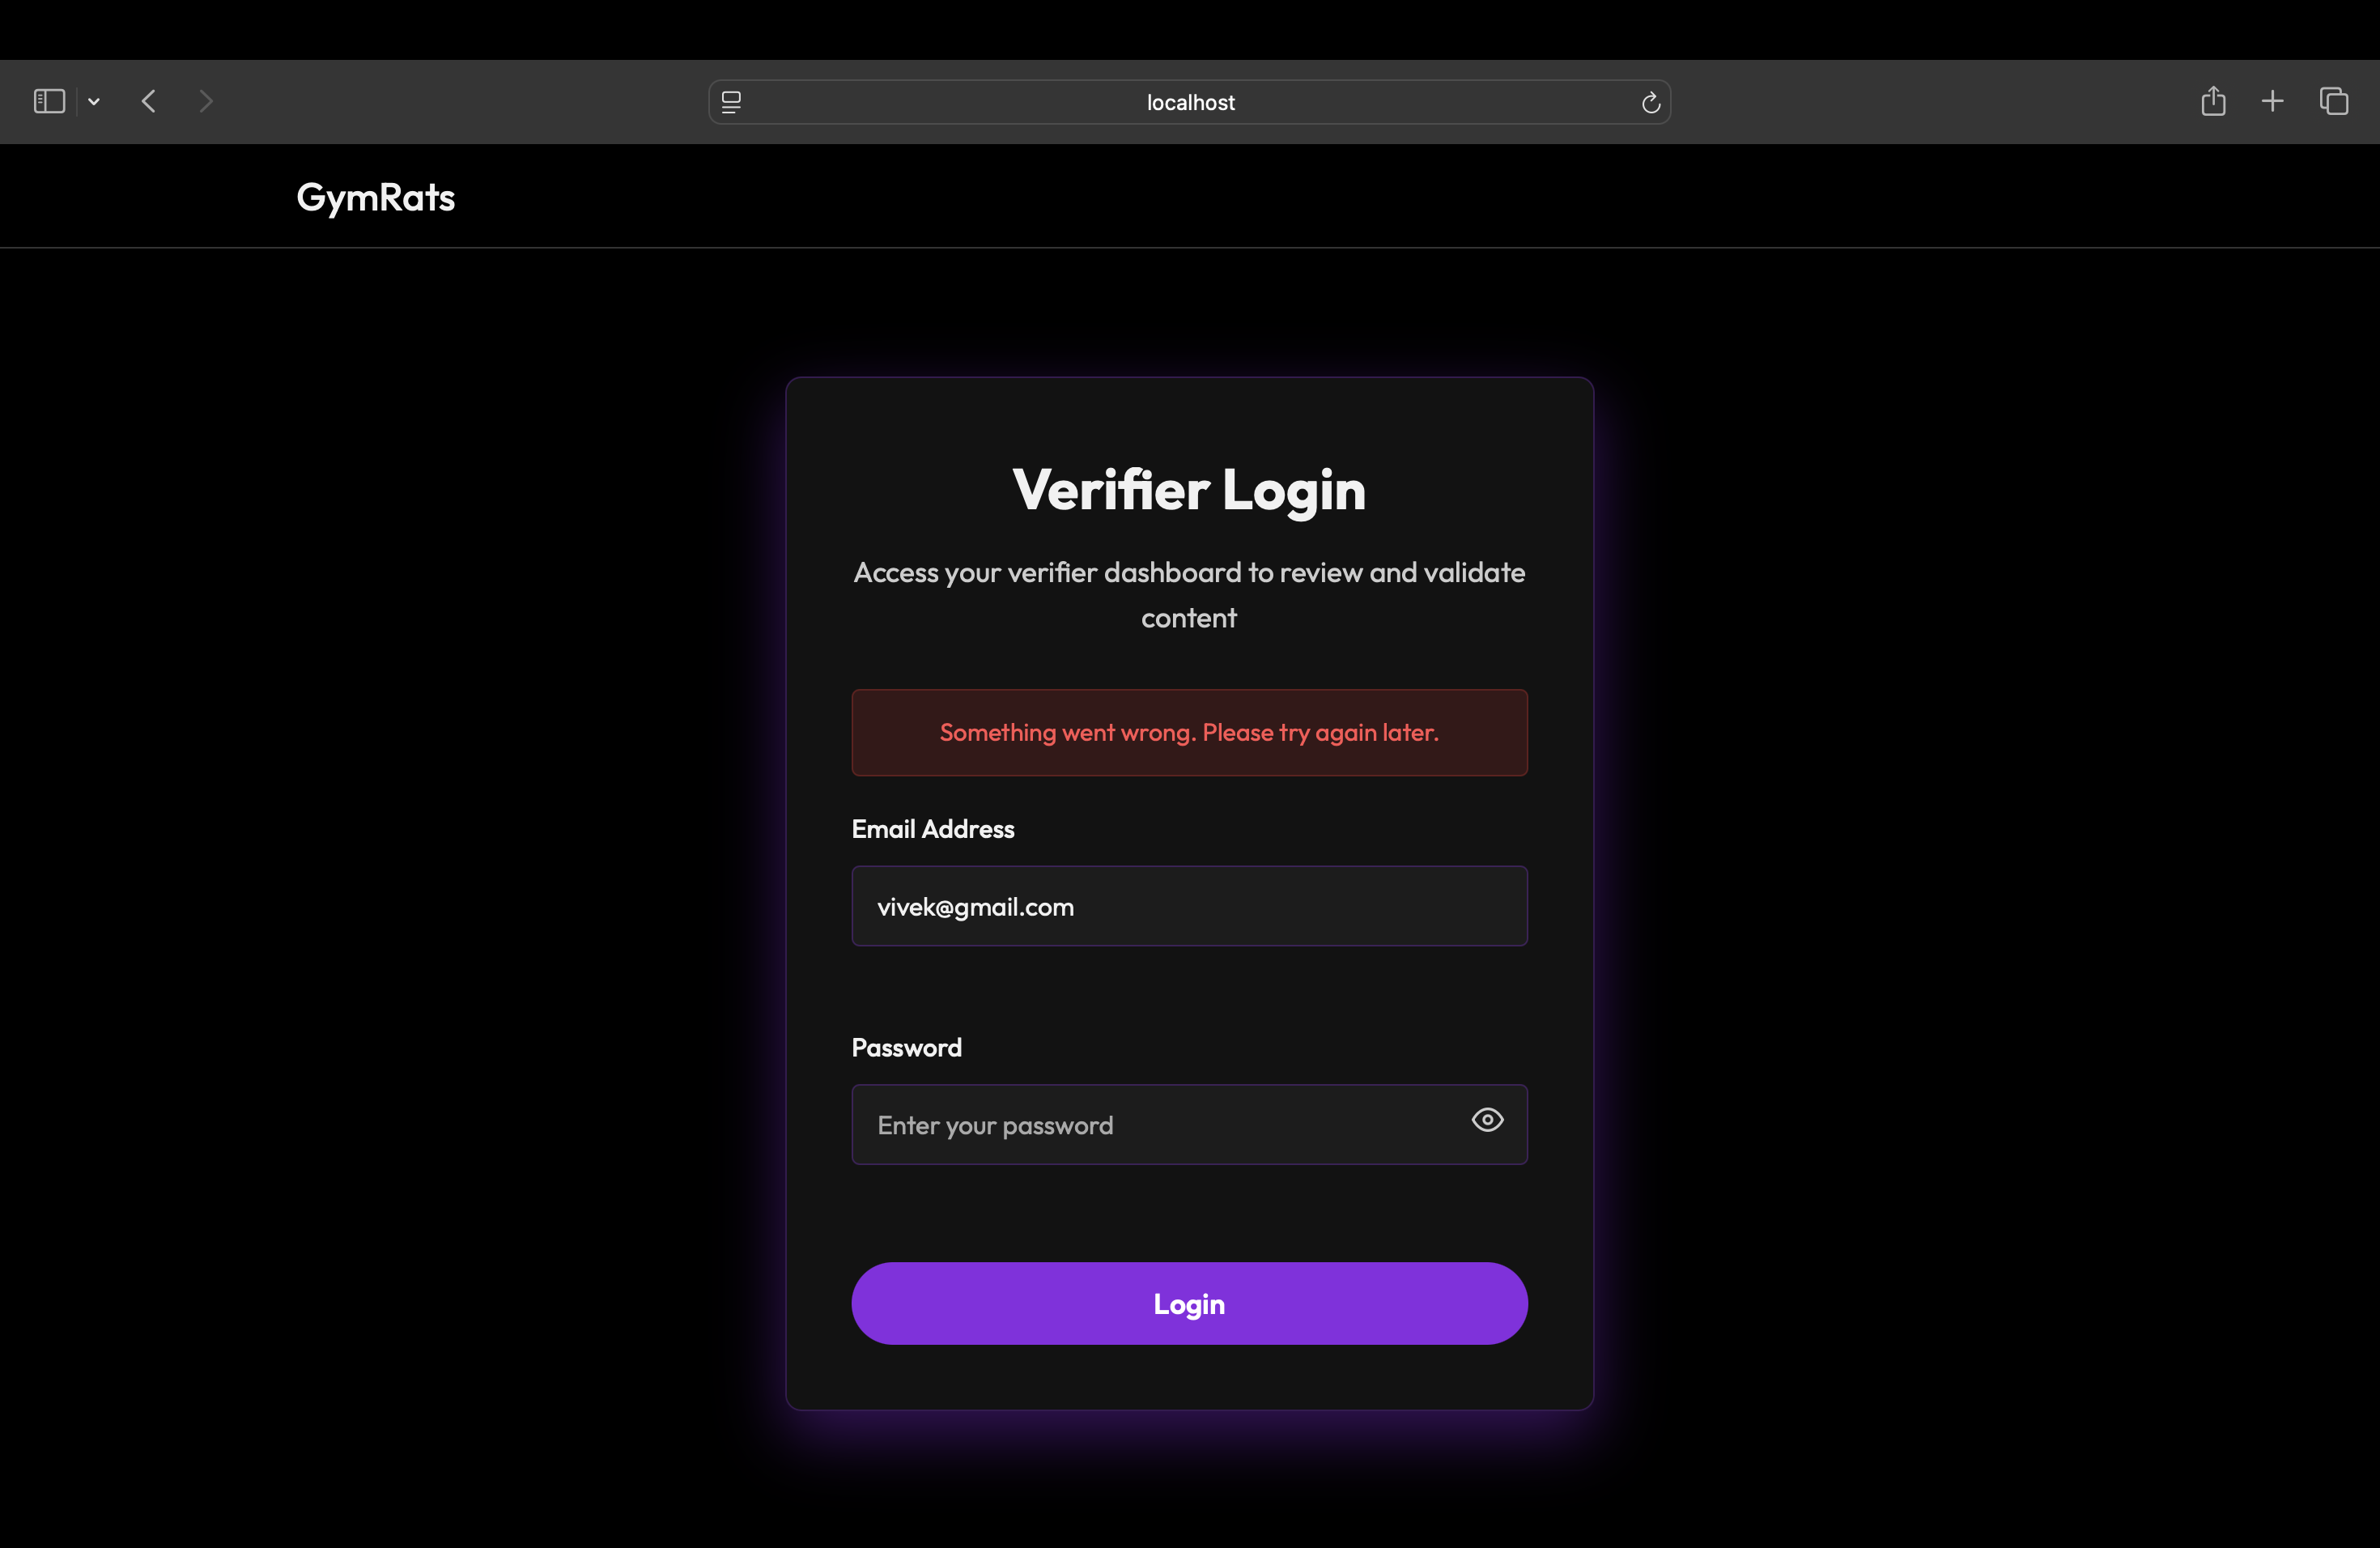 localhost
GymRats
Verifier Login
Access your verifier dashboard to review and validate
content
Something went wrong. Please try again later.
Email Address
vivek@gmail.com
Password
Enter your password
Login